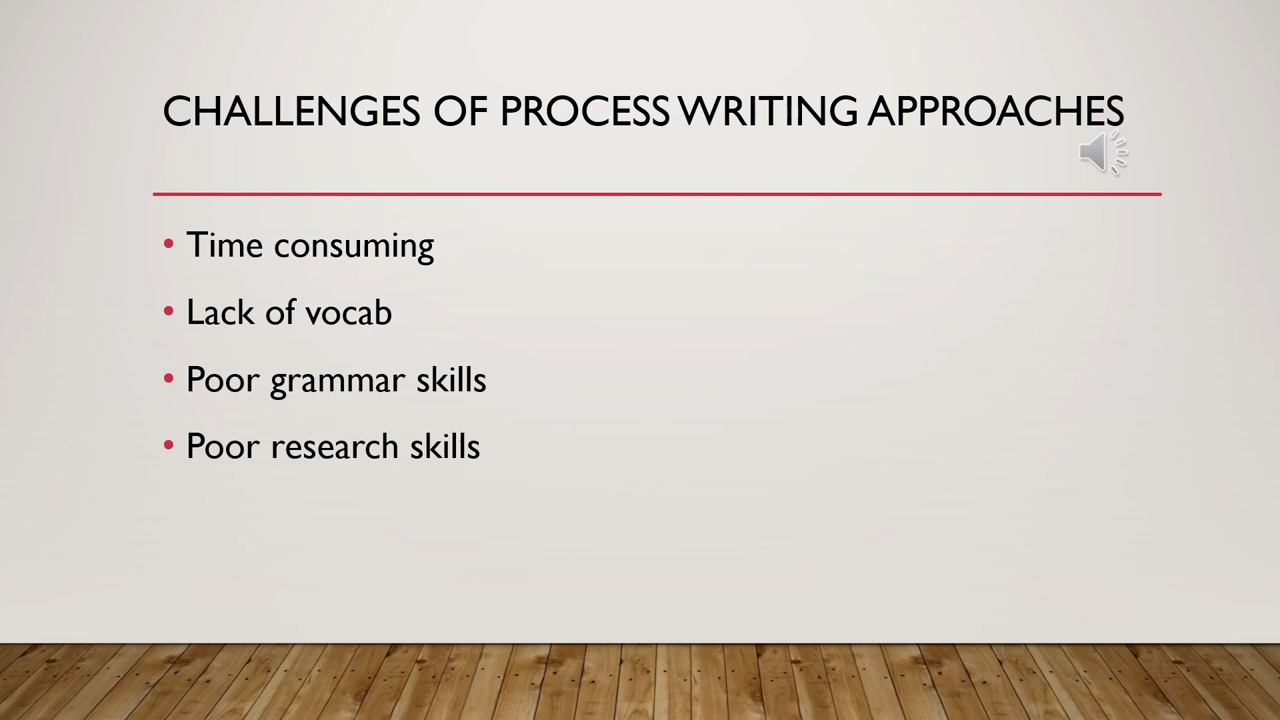 CHALLENGES OF PROCESS WRITING APPROACHES
• Time consuming
• Lack of vocab
• Poor grammar skills
• Poor research skills